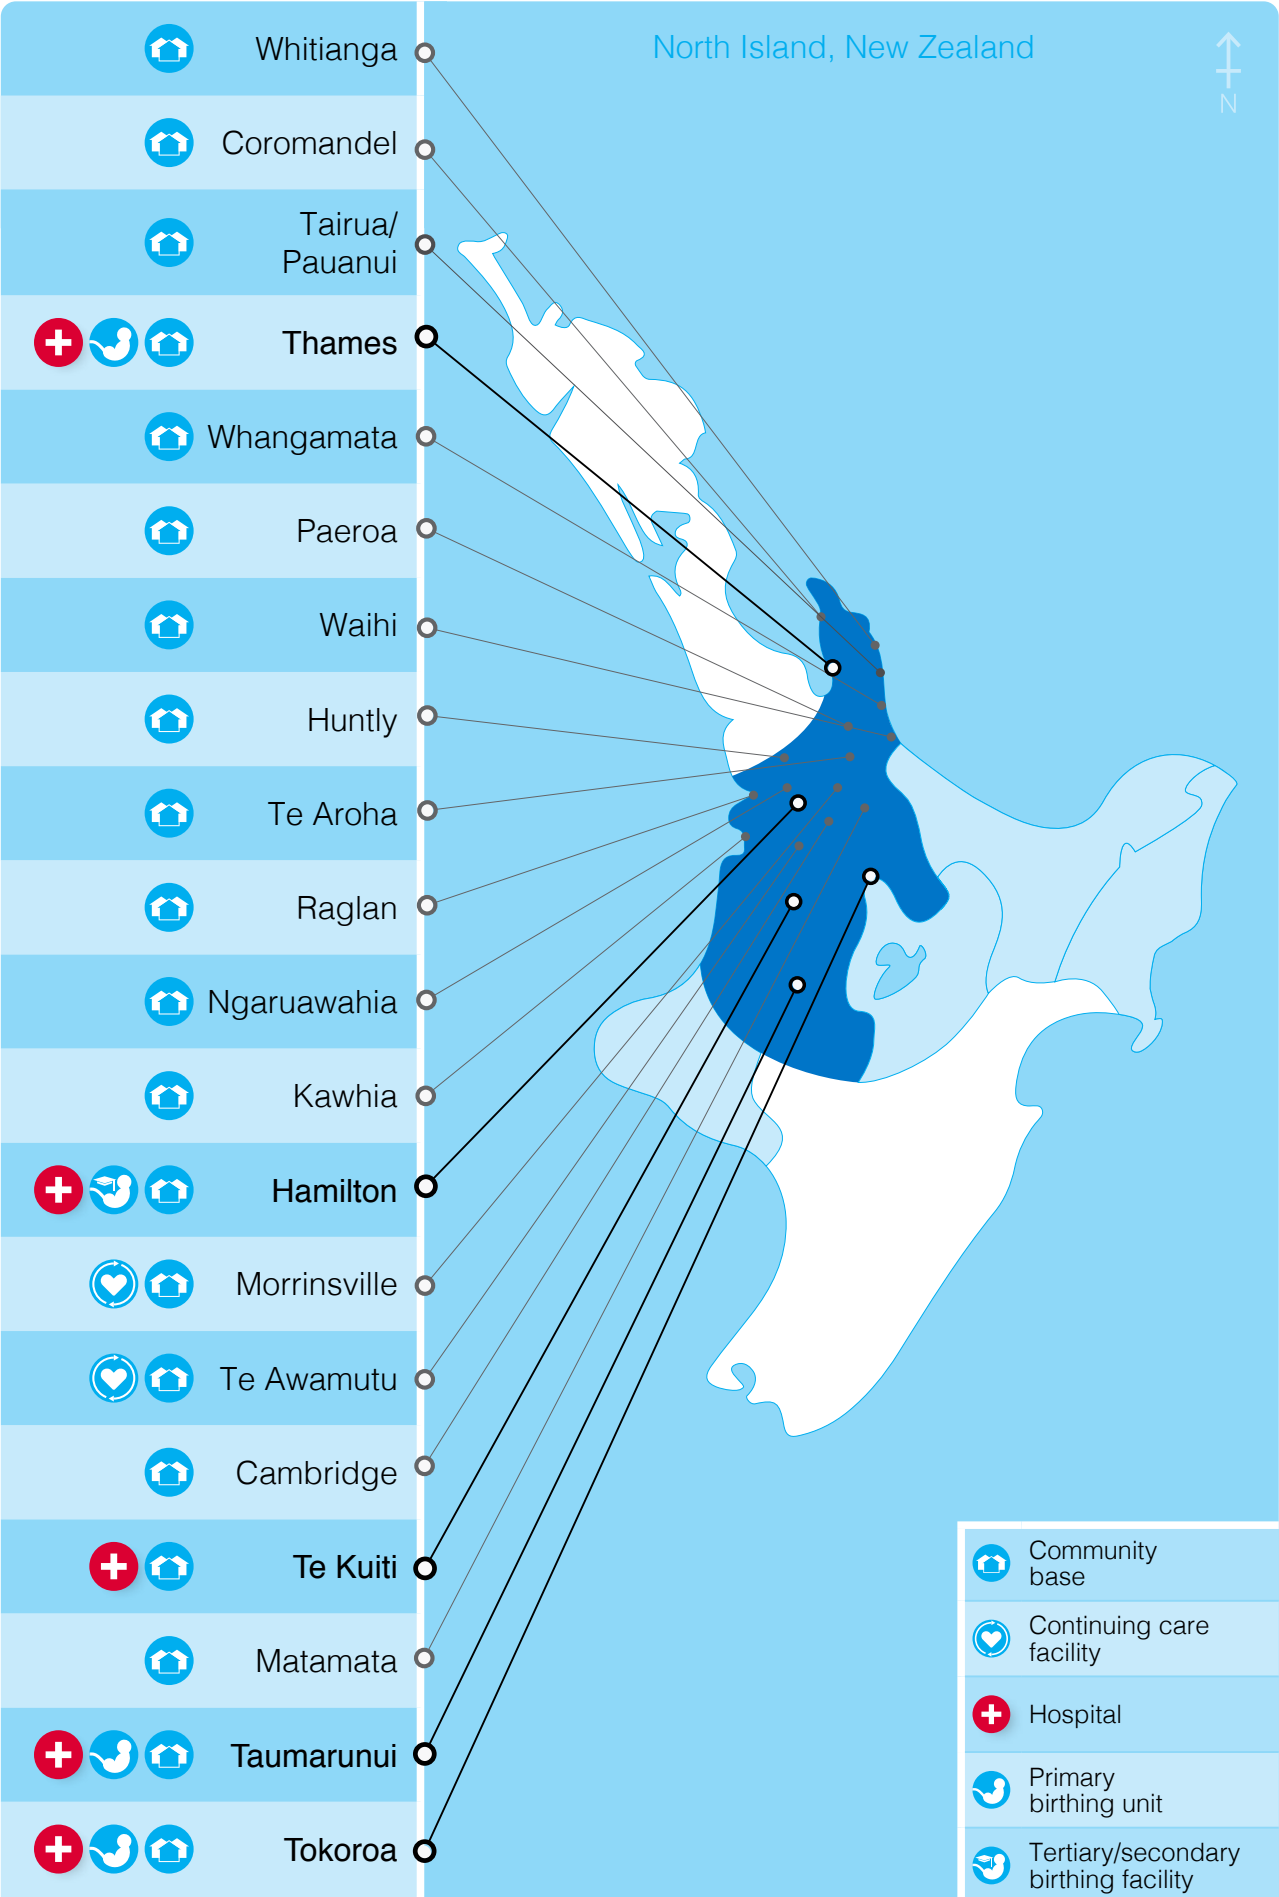 North Island, New Zealand
N
Whitianga
Coromandel
Tairua/
Pauanui
Thames
Whangamata
Paeroa
Waihi
Huntly
Te Aroha
Raglan
Ngaruawahia
Kawhia
Hamilton
Morrinsville
Te Awamutu
Cambridge
Te Kuiti
Matamata
Taumarunui
Tokoroa
Community
base
Continuing care
facility
Hospital
Primary
birthing unit
Tertiary/secondary
birthing facility